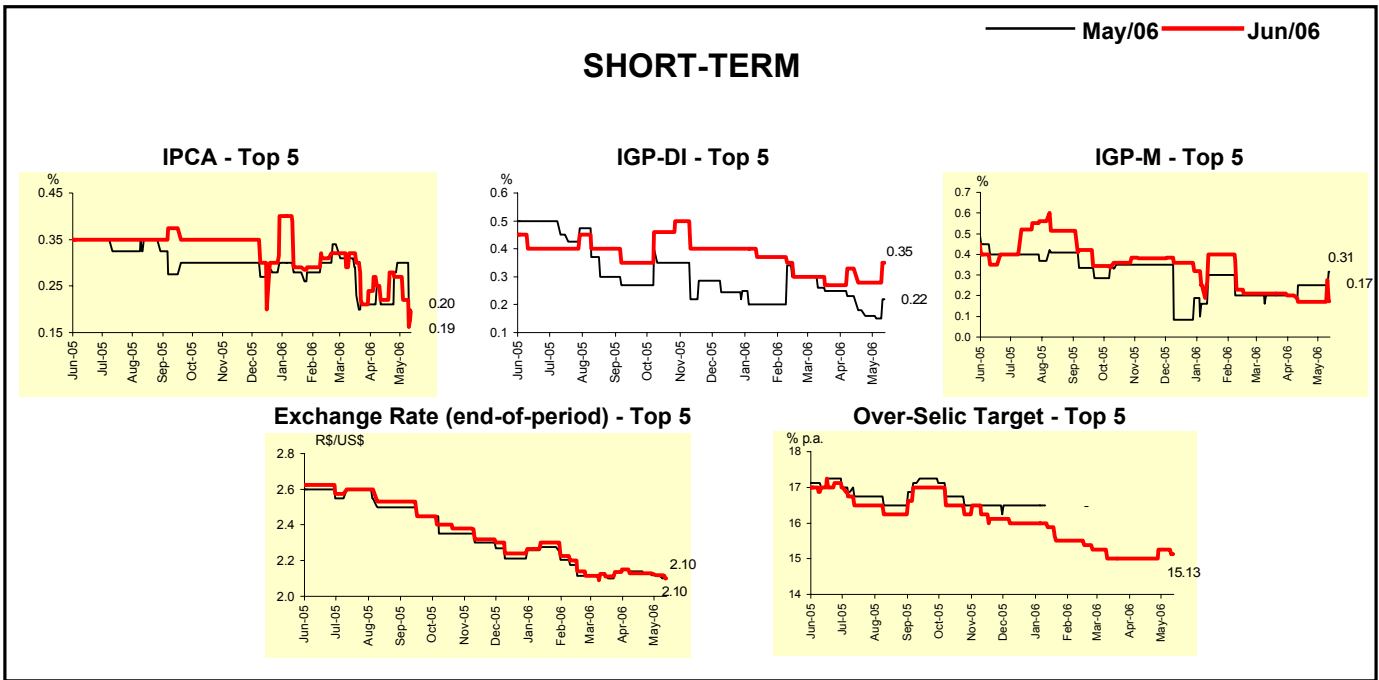 May/06 Jun/06
SHORT-TERM
IPCA - Top 5
%
0.45
0.35
0.25
0.15
0.20
0.19
Jun-05 Jul-05 Aug-05 Sep-05 Oct-05 Nov-05 Dec-05 Jan-06 Feb-06 Mar-06 Apr-06 May-06
IGP-DI - Top 5
%
0.6
0.5
0.4
0.3
0.2
0.1
0.35
0.22
Jun-05 Jul-05 Aug-05 Sep-05 Oct-05 Nov-05 Dec-05 Jan-06 Feb-06 Mar-06 Apr-06 May-06
IGP-M - Top 5
%
0.7
0.6
0.5
0.4
0.3
0.2
0.1
0.0
0.31
0.17
Jun-05 Jul-05 Aug-05 Sep-05 Oct-05 Nov-05 Dec-05 Jan-06 Feb-06 Mar-06 Apr-06 May-06
Exchange Rate (end-of-period) - Top 5
R$/US$
2.8
2.6
2.4
2.2
2.0
2.10
2.10
Jun-05 Jul-05 Aug-05 Sep-05 Oct-05 Nov-05 Dec-05 Jan-06 Feb-06 Mar-06 Apr-06 May-06
Over-Selic Target - Top 5
% p.a.
18
17
16
15
14
-
15.13
Jun-05 Jul-05 Aug-05 Sep-05 Oct-05 Nov-05 Dec-05 Jan-06 Feb-06 Mar-06 Apr-06 May-06